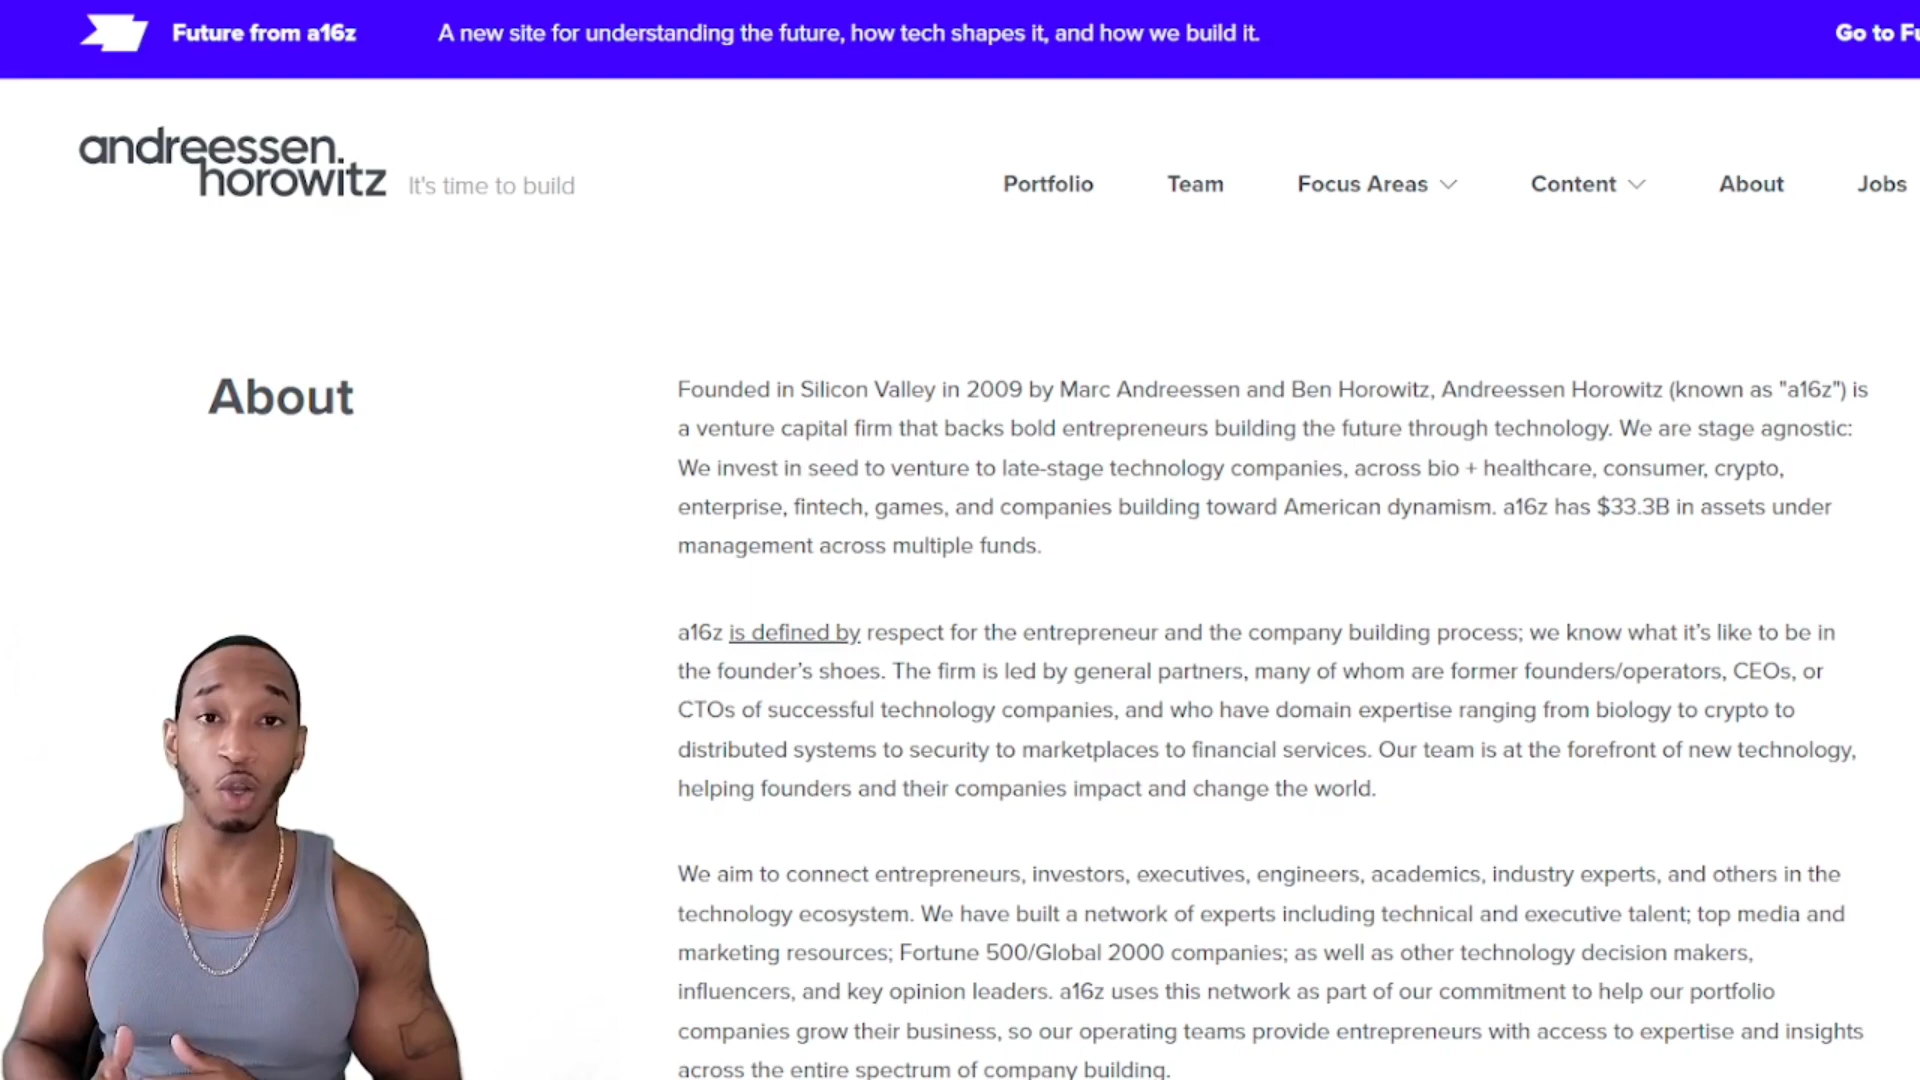 Future from a16z
A new site for understanding the future, how tech shapes it, and how we build it.
Go to
andreessen.
horowitz
It's time to build
Portfolio
Team
Focus Areas
Content
About
Jobs
About
Founded in Silicon Valley in 2009 by Marc Andreessen and Ben Horowitz, Andreessen Horowitz (known as "a16z") is
a venture capital firm that backs bold entrepreneurs building the future through technology. We are stage agnostic:
We invest in seed to venture to late-stage technology companies, across bio + healthcare, consumer, crypto,
enterprise, fintech, games, and companies building toward American dynamism. a16z has $33.3B in assets under
management across multiple funds.
a16z is defined by respect for the entrepreneur and the company building process; we know what it’s like to be in
the founder’s shoes. The firm is led by general partners, many of whom are former founders/operators, CEOs, or
CTOs of successful technology companies, and who have domain expertise ranging from biology to crypto to
distributed systems to security to marketplaces to financial services. Our team is at the forefront of new technology,
helping founders and their companies impact and change the world.
We aim to connect entrepreneurs, investors, executives, engineers, academics, industry experts, and others in the
technology ecosystem. We have built a network of experts including technical and executive talent; top media and
marketing resources; Fortune 500/Global 2000 companies; as well as other technology decision makers,
influencers, and key opinion leaders. a16z uses this network as part of our commitment to help our portfolio
companies grow their business, so our operating teams provide entrepreneurs with access to expertise and insights
across the entire spectrum of company building.